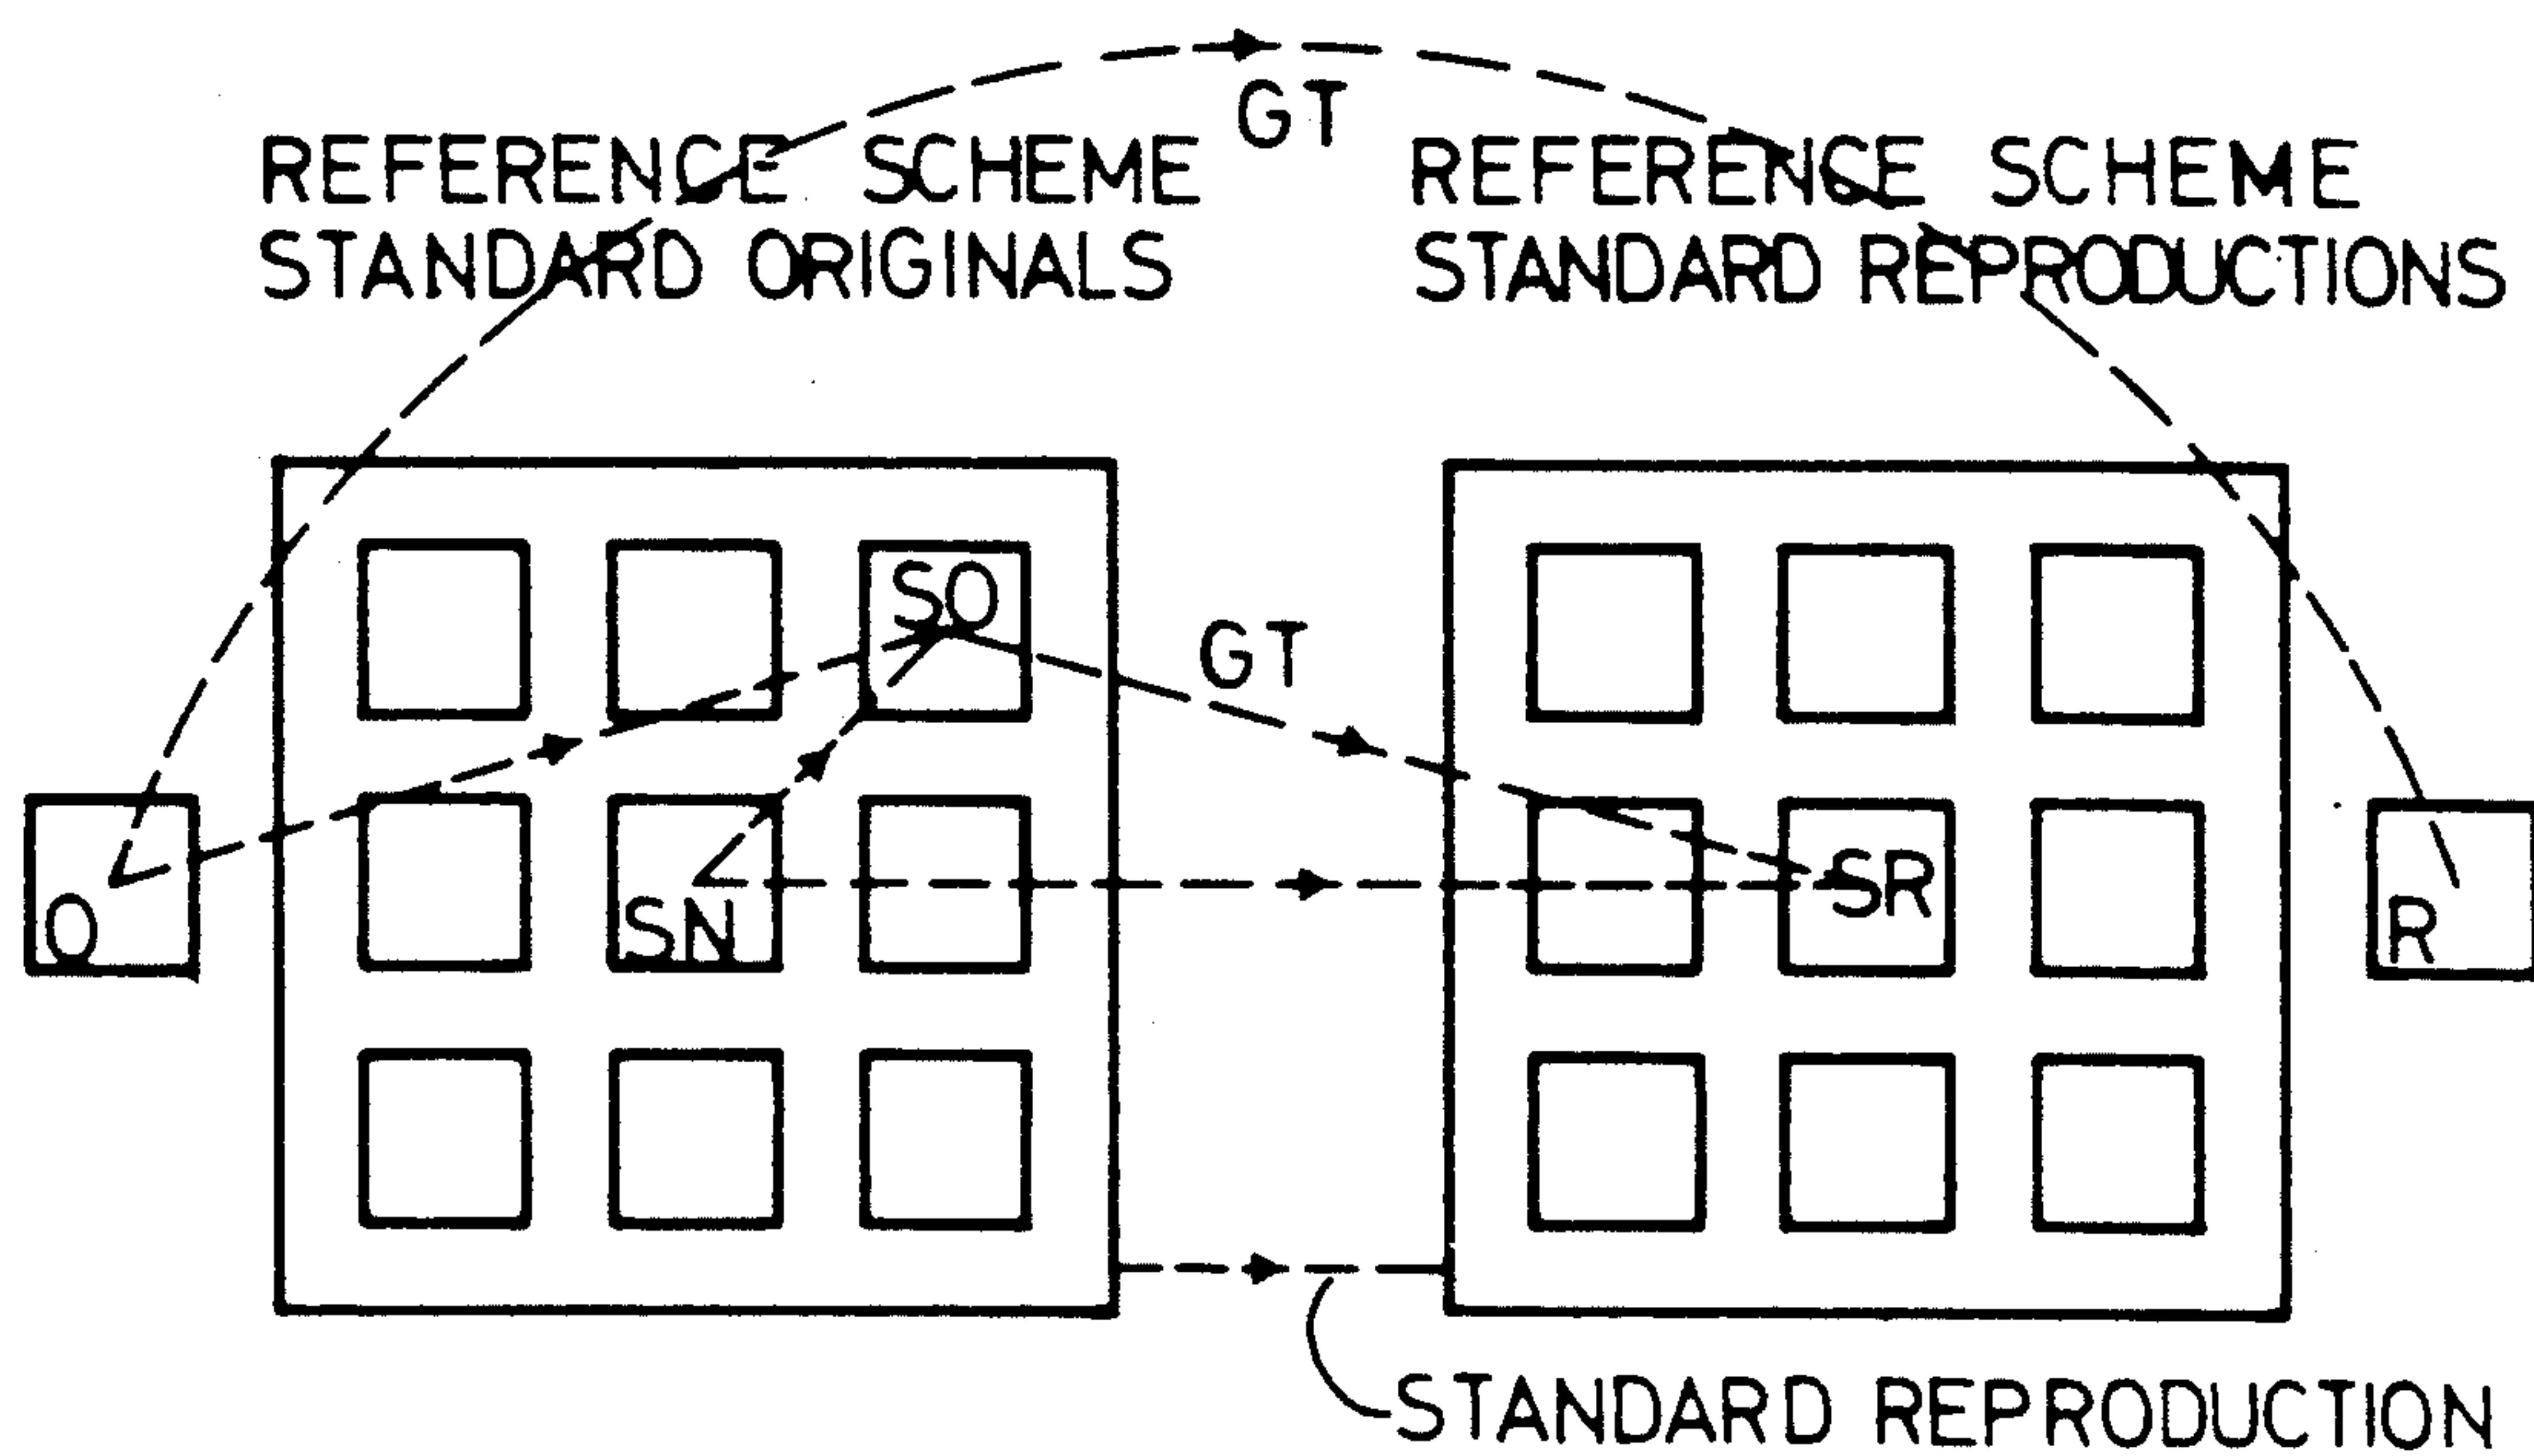 GT
REFERENCE SCHEME
STANDARD ORIGINALS
REFERENCE SCHEME
STANDARD REPRODUCTIONS
SO
GT
O
SN
SR
R
STANDARD REPRODUCTION